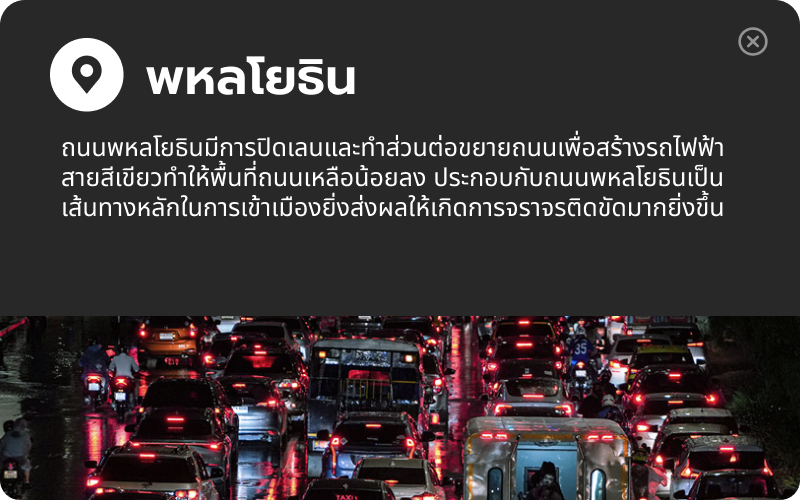 พหลโยธิน
ถนนพหลโยธินมีการปิดเลนและทำส่วนต่อขยายถนนเพื่อสร้างรถไฟฟ้า
สายสีเขียวทำให้พื้นที่ถนนเหลือน้อยลง ประกอบกับถนนพหลโยธินเป็น
เส้นทางหลักในการเข้าเมืองยิ่งส่งผลให้เกิดการจราจรติดขัดมากยิ่งขึ้น
35
TAXI